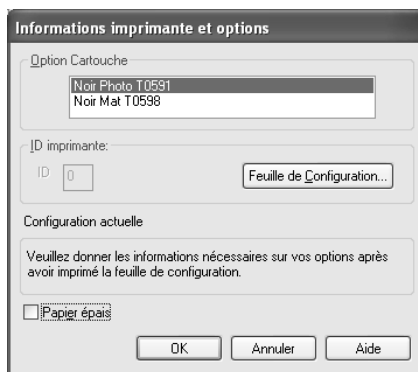 Informations imprimante et options
Option Cartouche
Noir Photo T0591
Noir Mat T0598
ID imprimante:
ID 0
Feuille de Configuration...
Configuration actuelle
Veuillez donner les informations nécessaires sur vos options après
avoir imprimé la feuille de configuration.
Papier épais
OK Annuler Aide